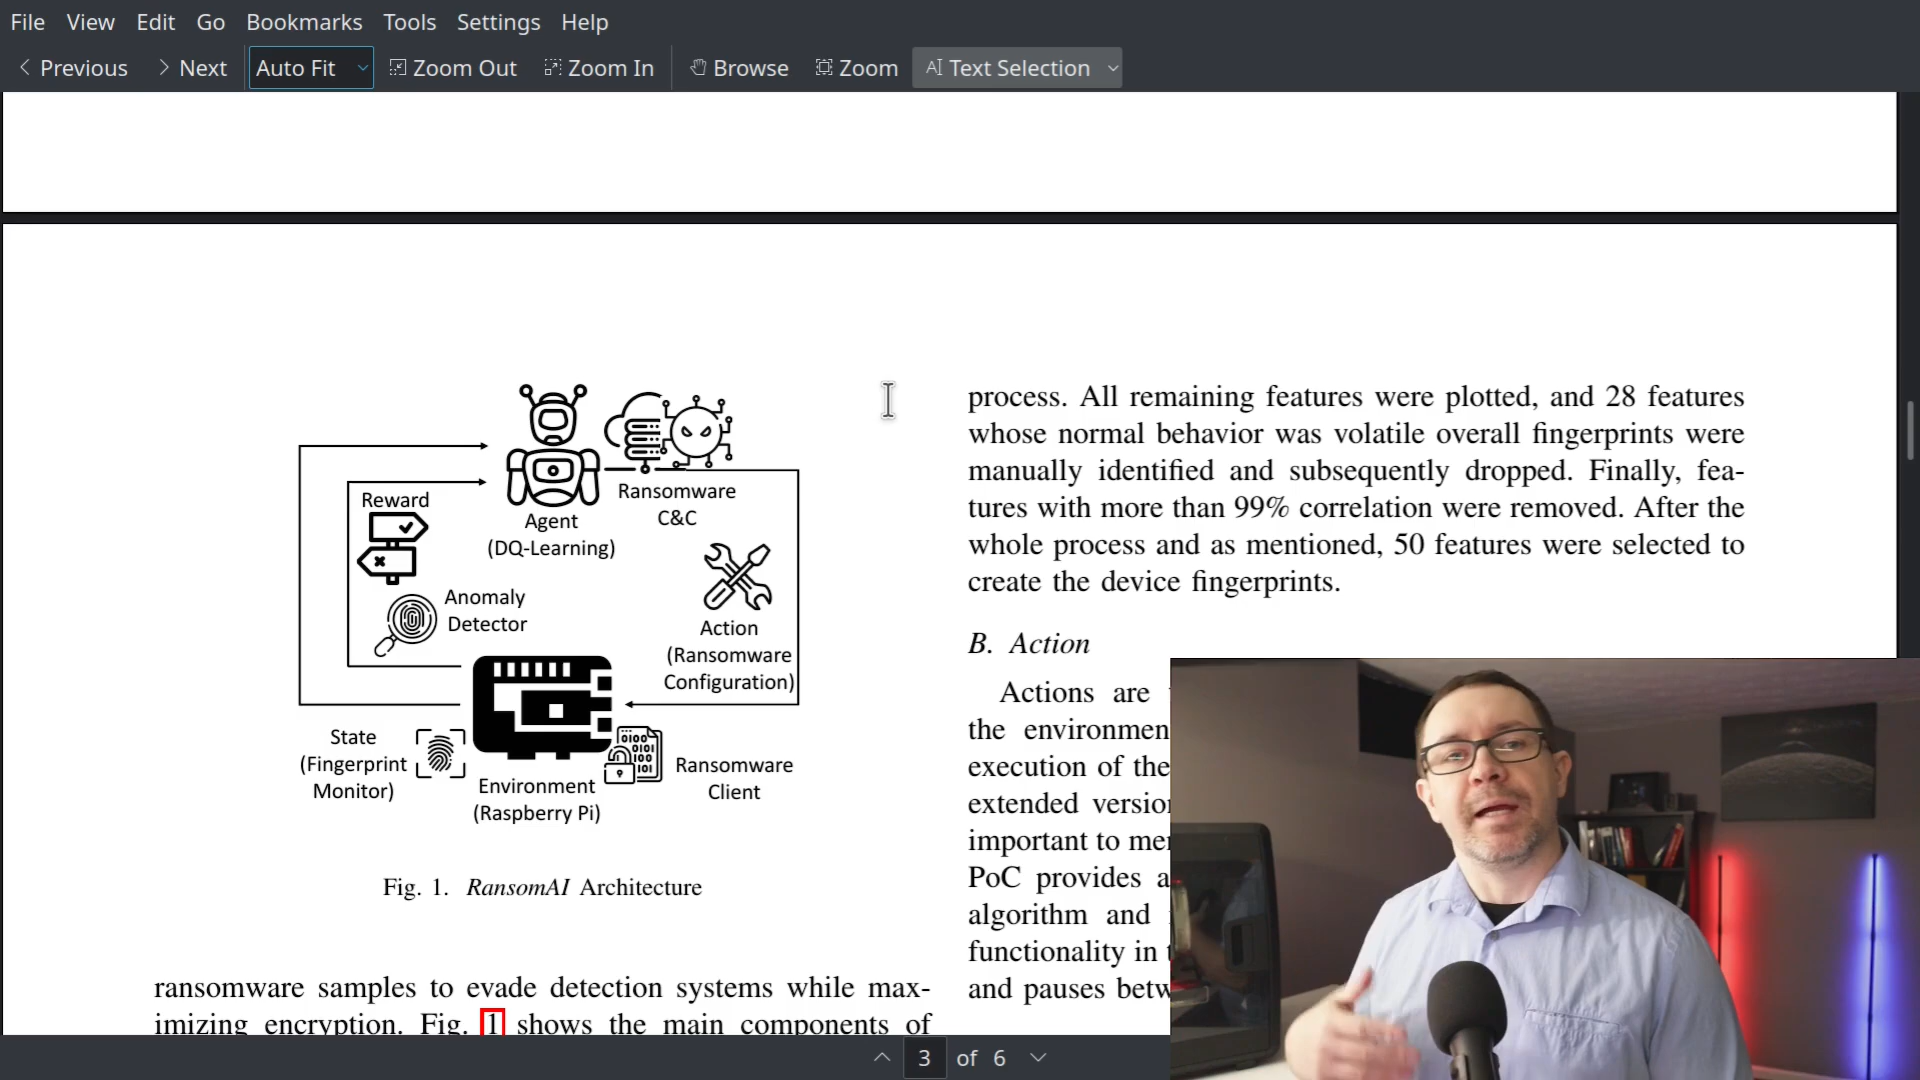 File View Edit Go Bookmarks Tools Settings Help
Previous Next Auto Fit Zoom Out Zoom In Browse Zoom Text Selection
Reward
Agent
(DQ-Learning)
Ransomware
C&C
Anomaly
Detector
Action
(Ransomware
Configuration)
State
(Fingerprint
Monitor)
Environment
(Raspberry Pi)
Ransomware
Client
Fig. 1. RansomAI Architecture
ransomware samples to evade detection systems while max-
imizing encryption. Fig. 1 shows the main components of
process. All remaining features were plotted, and 28 features
whose normal behavior was volatile overall fingerprints were
manually identified and subsequently dropped. Finally, fea-
tures with more than 99% correlation were removed. After the
whole process and as mentioned, 50 features were selected to
create the device fingerprints.
B. Action
Actions are
the environmen
execution of the
extended version
important to me
PoC provides a
algorithm and
functionality in
and pauses betw
3 of 6